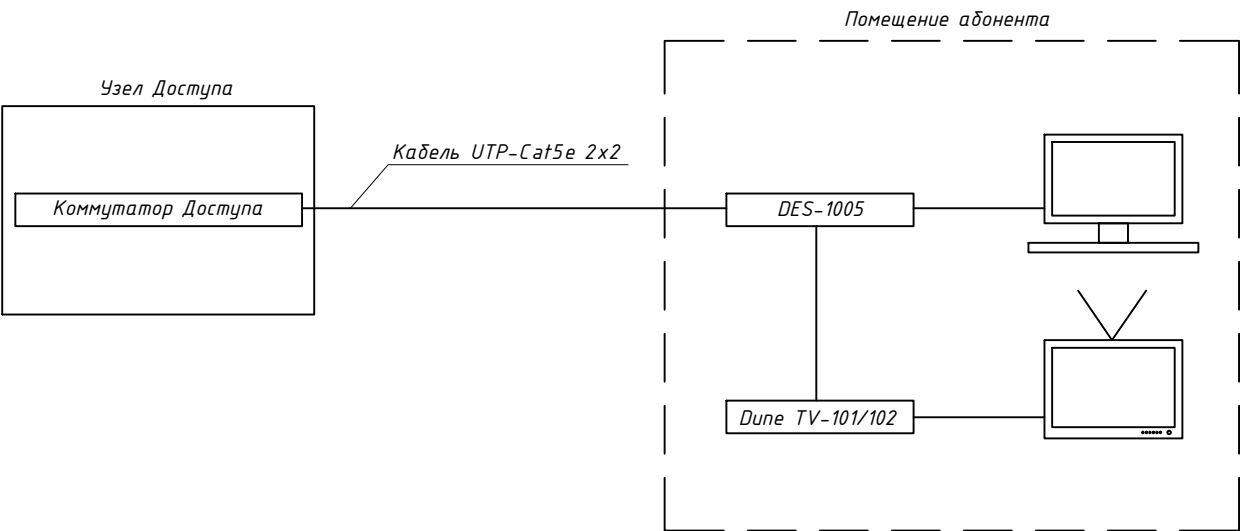 Помещение абонента
Узел Доступа
Кабель UTP-Cat5e 2x2
Коммутатор Доступа
DES-1005
Dune TV-101/102